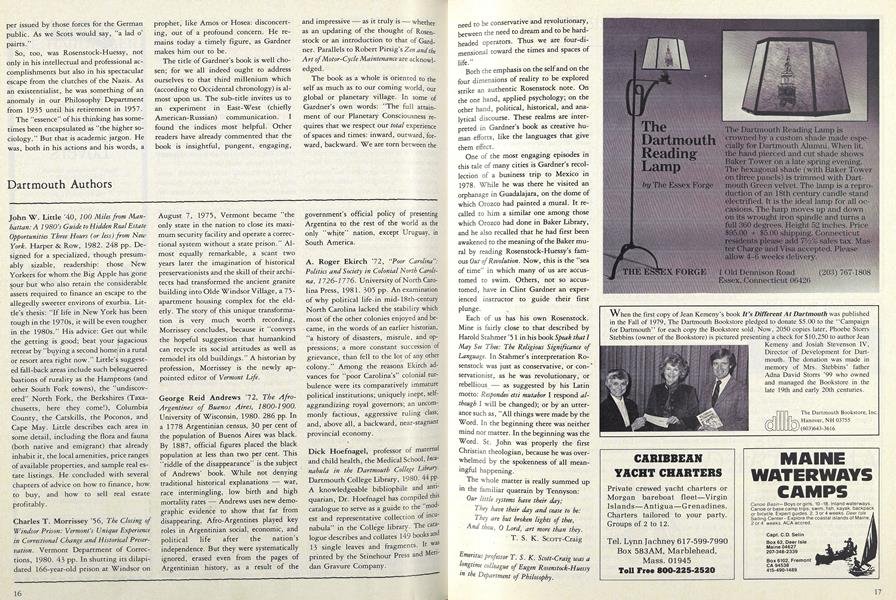 per issued by those forces for the German
public. As we Scots would say, "a lad o'
pairts."
So, too, was Rosenstock-Huessy, not
only in his intellectual and professional ac-
complishments but also in his spectacular
escape from the clutches of the Nazis. As
an existentialist, he was something of an
anomaly in our Philosophy Department
from 1935 until his retirement in 1957.
The "essence" of his thinking has some-
times been encapsulated as "the higher so-
ciology." But that is academic jargon. He
was, both in his actions and his words, a
prophet, like Amos or Hosea: disconcert-
ing, out of a profound concern. He re-
mains today a timely figure, as Gardner
makes him out to be.
The title of Gardner's book is well cho-
sen; for we all indeed ought to address
ourselves to that third millennium which
(according to Occidental chronology) is al-
most upon us. The sub-title invites us to
an experiment in East-West (chiefly
American-Russian) communication. I
found the indices most helpful. Other
readers have already commented that the
book is insightful, pungent, engaging,
and impressive — as it truly is — whether
as an updating of the thought of Rosen-
stock or an introduction to that of Gard-
ner. Parallels to Robert Pirsig's Zen and the
Art of Motor-Cycle Maintenance are acknowl-
edged.
The book as a whole is oriented to the
self as much as to our coming world, our
global or planetary village. In some of
Gardner's own words: "The full attain-
ment of our Planetary Consciousness re-
quires that we respect our total experience
of spaces and times: inward, outward, for-
ward, backward. We are torn between the
Dartmouth Authors
John W. Little '40, 100 Miles from Man-
hattan: A 1980's Guide to Hidden Real Estate
Opportunities Three Hours (or less) from New
York. Harper & Row, 1982. 248 pp. De-
signed for a specialized, though presum-
ably sizable, readership: those New
Yorkers for whom the Big Apple has gone
sour but who also retain the considerable
assets required to finance an escape to the
allegedly sweeter environs of exurbia. Lit-
tle's thesis: "If life in New York has been
tough in the 1970s, it will be even tougher
in the 1980s." His advice: Get out while
the getting is good; beat your sagacious
retreat by "buying a second home in a rural
or resort area right now." Little's suggest-
ed fall-back areas include such beleaguered
bastions of rurality as the Hamptons (and
other South Fork towns), the "undiscov-
ered" North Fork, the Berkshires (Taxa-
chusetts, here they come!), Columbia
County, the Catskills, the Poconos, and
Cape May. Little describes each area in
some detail, including the flora and fauna
(both native and emigrant) that already
inhabit it, the local amenities, price ranges
of available properties, and sample real es-
tate listings. He concluded with several
chapters of advice on how to finance, how
to buy, and how to sell real estate
profitably.
Charles T. Morrissey '56, The Closing of
Windsor Prison: Vermont's Unique Experience
in Correctional Change and Historical Preser-
vation. Vermont Department of Correc-
tions, 1980. 43 pp. In shutting its dilapi-
dated 166-year-old prison at Windsor on
August 7, 1975, Vermont became "the
only state in the nation to close its maxi-
mum security facility and operate a correc-
tional system without a state prison." Al-
most equally remarkable, a scant two
years later the imagination of historical
preservationists and the skill of their archi-
tects had transformed the ancient granite
building into Olde Windsor Village, a 75-
apartment housing complex for the eld-
erly. The story of this unique transforma-
tion is very much worth recording,
Morrissey concludes, because it "conveys
the hopeful suggestion that humankind
can recycle its social attitudes as well as
remodel its old buildings." A historian by
profession, Morrissey is the newly ap-
pointed editor of Vermont Life.
George Reid Andrews '72, The Afro-
Argentines of Buenos Aires, 1800-1900.
University of Wisconsin, 1980. 286 pp. In
a 1778 Argentine census, 30 per cent of
the population of Buenos Aires was black.
By 1887, official figures placed the black
population at less than two per cent. This
"riddle of the disappearance" is the subject
of Andrews' book. While not denying
traditional historical explanations — war,
race intermingling, low birth and high
mortality rates — Andrews uses new demo-
graphic evidence to show that far from
disappearing, Afro-Argentines played key
roles in Argentinian social, economic, and
political life after the nation's
independence. But they were systematically
ignored, erased even from the pages of
Argentinian history, as a result of the
government's official policy of presenting
Argentina to the rest of the world as the
only "white" nation, except Uruguay, in
South America.
A. Roger Ekirch '72, "Poor Carolina":
Politics and Society in Colonial North Caroli-
na, 1726-1776. University of North Caro-
lina Press, 1981. 305 pp. An examination
of why political life in mid-18th-century
North Carolina lacked the stability which
most of the other colonies enjoyed and be-
came, in the words of an earlier historian,
"a history of disasters, misrule, and op-
pressions; a more constant succession of
grievance, than fell to the lot of any other
colony." Among the reasons Ekirch ad-
vances for "poor Carolina's" colonial tur-
bulence were its comparatively immature
political institutions; uniquely inept, self-
aggrandizing royal governors; an uncom-
monly factious, aggressive ruling class;
and, above all, a backward, near-stagnant
provincial economy.
Dick Hoefnagel, professor of maternal
and child health, the Medical School, Incu-
nabula in the Dartmouth College Library.
Dartmouth College Library, 1980. 44 pp.
A knowledgeable bibliophile and anti-
quarian, Dr. Hoefnagel has compiled this
catalogue to serve as a guide to the "mod-
est and representative collection of incu-
nabula" in the College library. The cata-
logue describes and collates 149 books and
13 single leaves and fragments. It was
printed by the Stinehour Press and Meri-
dan Gravure Company.
16
need to be conservative and revolutionary,
between the need to dream and to be hard-
headed operators. Thus we are four-di-
mensional toward the times and spaces of
life."
Both the emphasis on the self and on the
four dimensions of reality to be explored
strike an authentic Rosenstock note. On
the one hand, applied psychology; on the
other hand, political, historical, and ana-
lytical discourse. These realms are inter-
preted in Gardner's book as creative hu-
man efforts, like the languages that give
them effect.
One of the most engaging episodes in
this tale of many cities is Gardner's recol-
lection of a business trip to Mexico in
1978. While he was there he visited an
orphanage in Guadalajara, on the dome of
which Orozco had painted a mural. It re-
called to him a similar one among those
which Orozco had done in Baker Library,
and he also recalled that he had first been
awakened to the meaning of the Baker mu-
ral by reading Rosenstock-Huessy's fam-
ous Out of Revolution. Now, this is the "sea
of time" in which many of us are accus-
tomed to swim. Others, not so accus-
tomed, have in Clint Gardner an exper-
ienced instructor to guide their first
plunge.
Each of us has his own Rosenstock.
Mine is fairly close to that described by
Harold Stahmer '51 in his book Speak that I
May See Thee: The Religious Significance of
Language. In Stahmer's interpretation Ro-
senstock was just as conservative, or con-
servationist, as he was revolutionary, or
rebellious — as suggested by his Latin
motto: Respondeo etsi mutabor I respond al-
though I will be changed); or by an utter-
ance such as, "All things were made by the
Word. In the beginning there was neither
mind nor matter. In the beginning was the
Word. St. John was properly the first
Christian theologian, because he was over-
whelmed by the spokenness of all mean-
ingful happening.
The whole matter is really summed up
in the familiar quatrain by Tennyson:
Our little systems have their day;
They have their day and cease to be:
They are but broken lights of thee,
And thou, O Lord, art more than they.
T. S. K. SCOTT-CRAIG
Emeritus professor T. S. K. Scott-Craig was a
longtime colleague of Eugen Rosenstock-Huessy
in the Department of Philosophy.
The
Dartmouth
Reading
Lamp
by The Essex Forge
The Dartmouth Reading Lamp is
crowned by a custom shade made espe-
cially for Dartmouth Alumni. When lit,
the hand pierced and cut shade shows
Baker Tower on a late spring evening.
The hexagonal shade (with Baker Tower
on three panels) is trimmed with Dart-
mouth Green velvet. The lamp is a repro-
duction of an 18th century candle stand
electrified. It is the ideal lamp for all oc-
casions. The harp moves up and down
on its wrought iron spindle and turns a
full 360 degrees. Height 52 inches. Price
$95.00 + $5.00 shipping. Connecticut
residents please add 7½% sales tax. Mas-
ter Charge and Visa accepted. Please
allow 4–6 weeks delivery.
THE ESSEX FORGE
1 Old Dennison Road
Essex, Connecticut 06426
(203) 767-1808
When the first copy of Jean Kemeny's book It's Different At Dartmouth was published
in the Fall of 1979, The Dartmouth Bookstore pledged to donate $5.00 to the "Campaign
for Dartmouth" for each copy the Bookstore sold. Now, 2050 copies later, Phoebe Storrs
Stebbins (owner of the Bookstore) is pictured presenting a check for $10,250 to author Jean
Kemeny and Josiah Stevenson IV,
Director of Development for Dart-
mouth. The donation was made in
memory of Mrs. Stebbins' father
Adna David Storrs '99 who owned
and managed the Bookstore in the
late 19th and early 20th centuries.
The Dartmouth Bookstore, Inc.
Hanover, NH 03755
(603)643-3616
CARIBBEAN
YACHT CHARTERS
Private crewed yacht charters or
Morgan bareboat fleet—Virgin
Islands—Antigua—Grenadines.
Charters tailored to your party.
Groups of 2 to 12.
Tel. Lynn Jachney 617-599-7990
Box 583AM, Marblehead,
Mass. 01945
Toll Free 800-225-2520
MAINE
WATERWAYS
CAMPS
Canoe Basin—Boys or girls, 10-18. Inland waterways.
Canoe or base camp trips, swim, fish, kayak, backpack
Sailing Center - Explore the coastal islands of Maine.
Capt. C.D. Selin
Box 62, Deer Isle
Maine 04627
207-348-2339
Box 5102, Fremont
CA 94538
415-490-1489
17